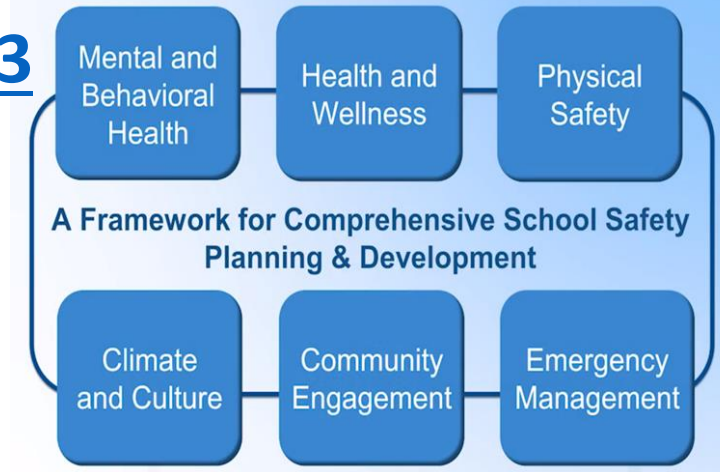 3
Mental and
Behavioral
Health
Health and
Wellness
Physical
Safety
A Framework for Comprehensive School Safety
Planning & Development
Climate
and Culture
Community
Engagement
Emergency
Management